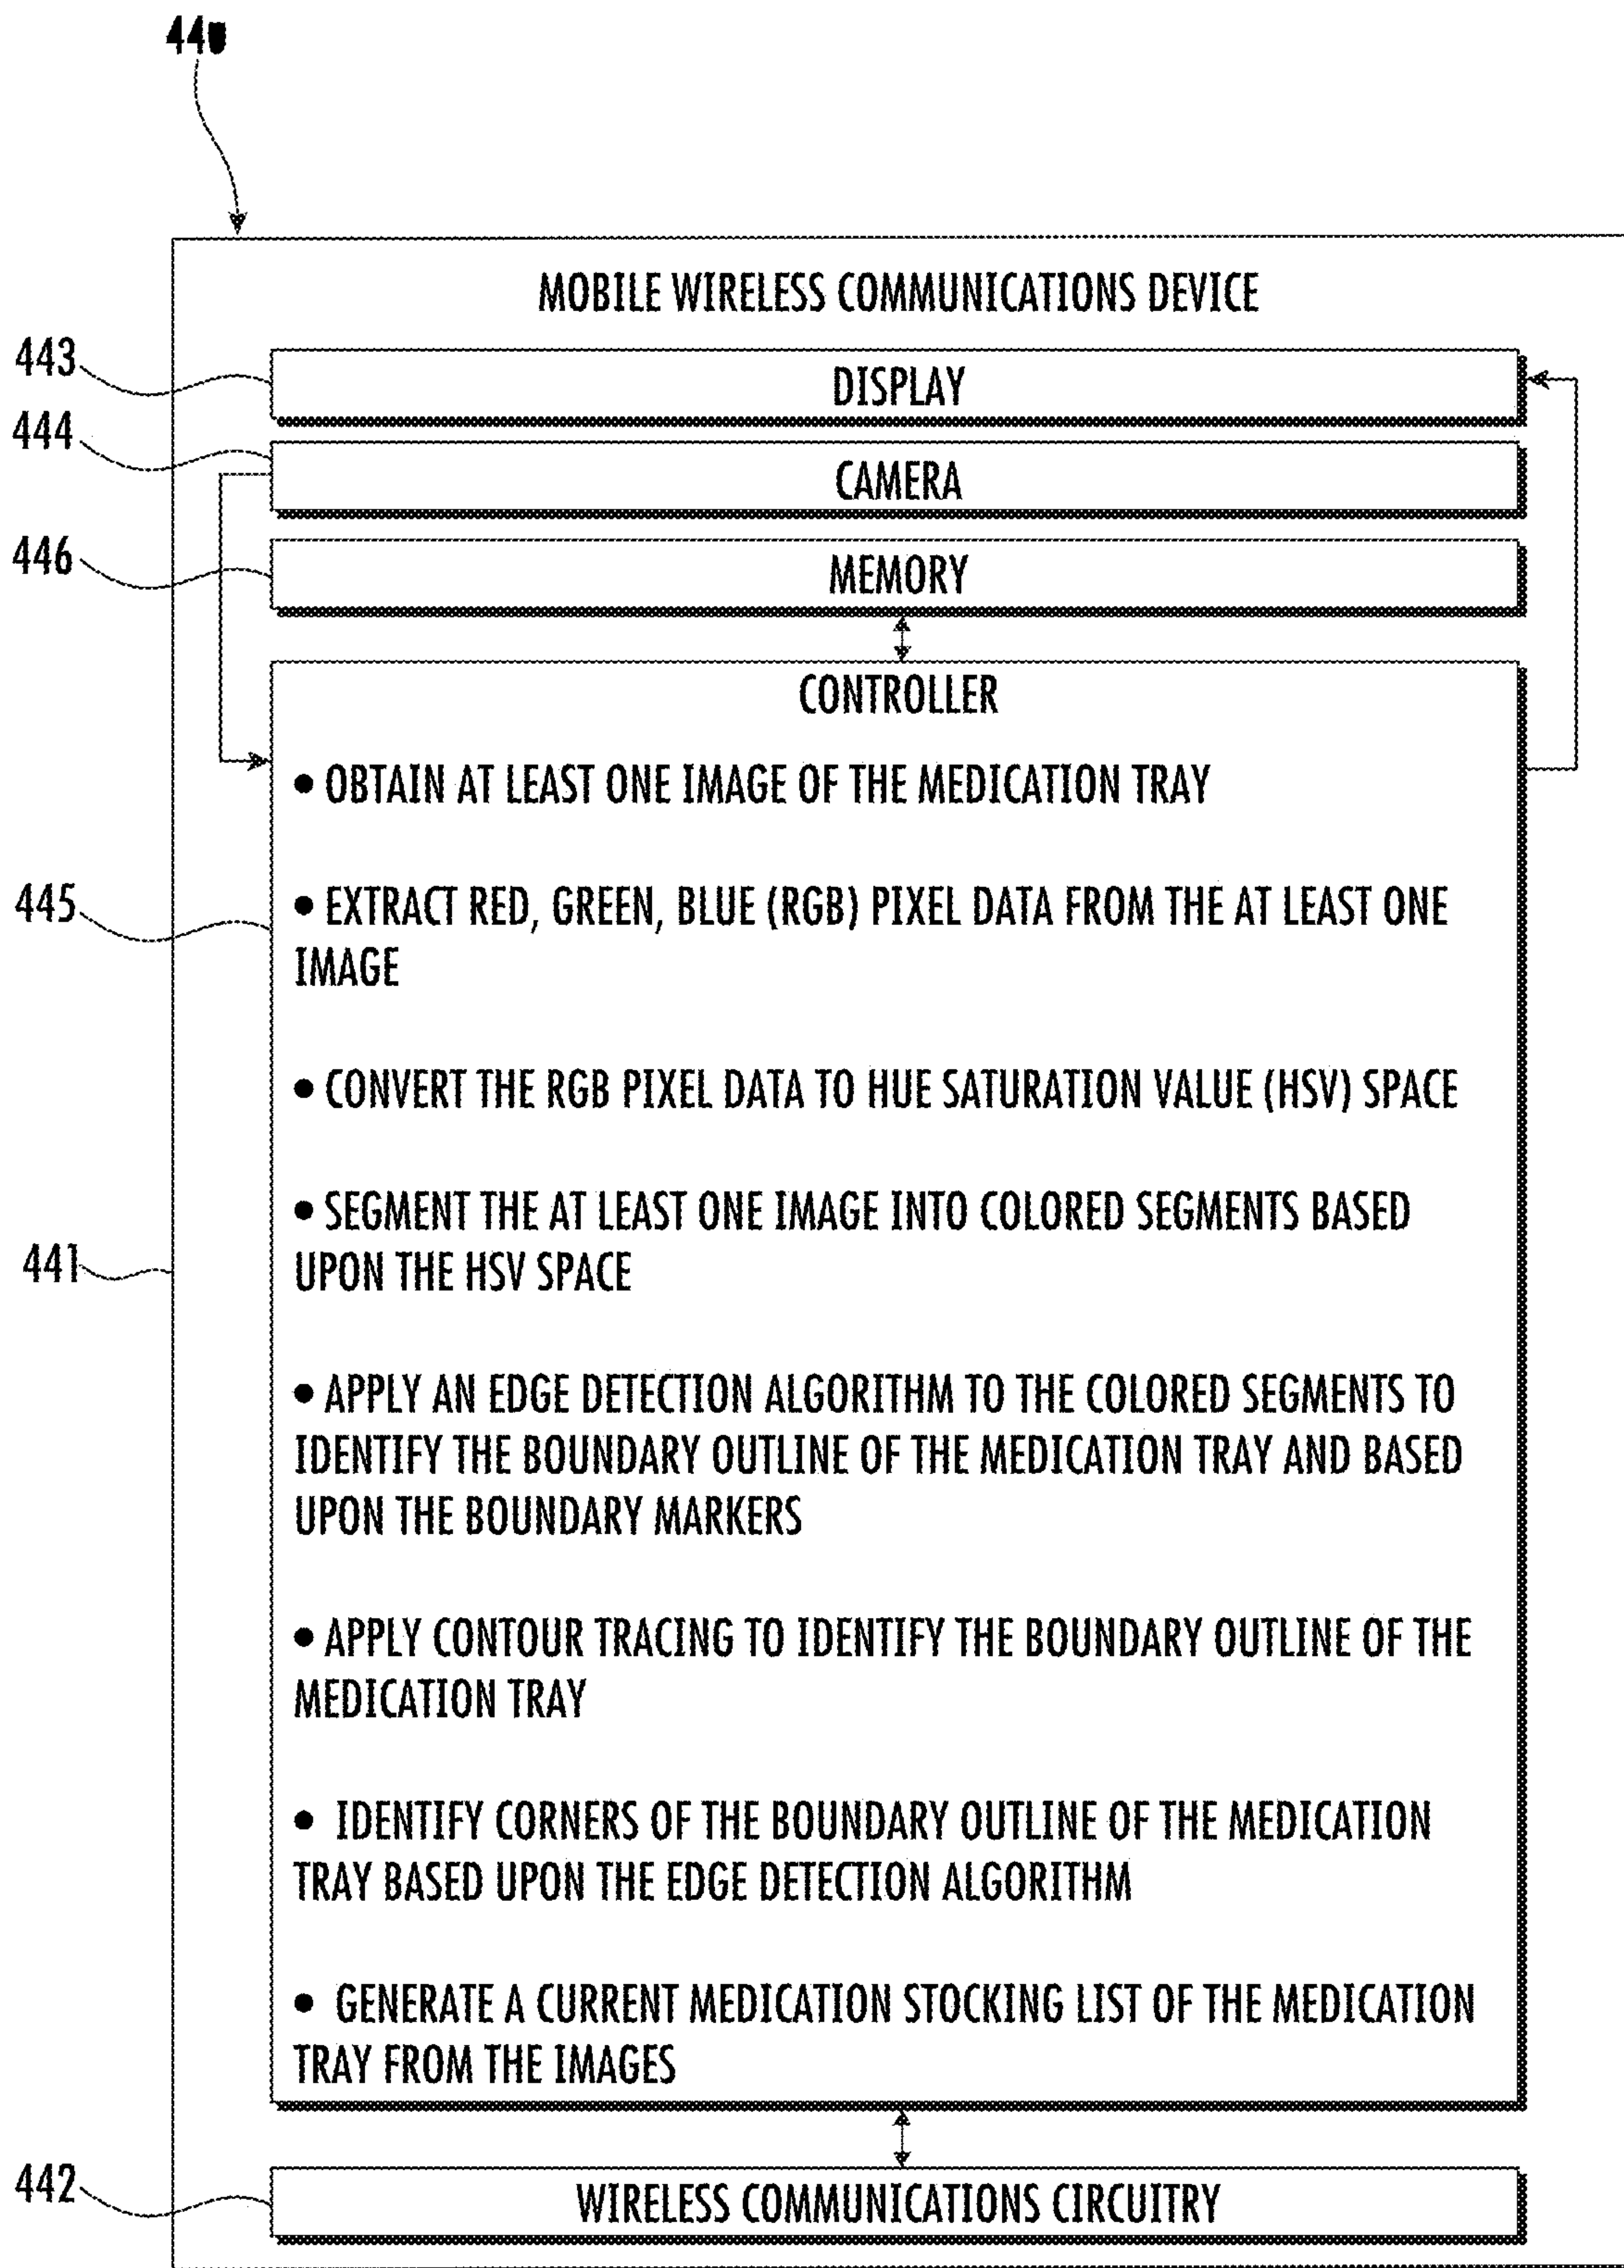 440
MOBILE WIRELESS COMMUNICATIONS DEVICE
443
DISPLAY
444
CAMERA
446
MEMORY
CONTROLLER
• OBTAIN AT LEAST ONE IMAGE OF THE MEDICATION TRAY
445
• EXTRACT RED, GREEN, BLUE (RGB) PIXEL DATA FROM THE AT LEAST ONE
IMAGE
• CONVERT THE RGB PIXEL DATA TO HUE SATURATION VALUE (HSV) SPACE
• SEGMENT THE AT LEAST ONE IMAGE INTO COLORED SEGMENTS BASED
UPON THE HSV SPACE
441
• APPLY AN EDGE DETECTION ALGORITHM TO THE COLORED SEGMENTS TO
IDENTIFY THE BOUNDARY OUTLINE OF THE MEDICATION TRAY AND BASED
UPON THE BOUNDARY MARKERS
• APPLY CONTOUR TRACING TO IDENTIFY THE BOUNDARY OUTLINE OF THE
MEDICATION TRAY
• IDENTIFY CORNERS OF THE BOUNDARY OUTLINE OF THE MEDICATION
TRAY BASED UPON THE EDGE DETECTION ALGORITHM
• GENERATE A CURRENT MEDICATION STOCKING LIST OF THE MEDICATION
TRAY FROM THE IMAGES
442
WIRELESS COMMUNICATIONS CIRCUITRY